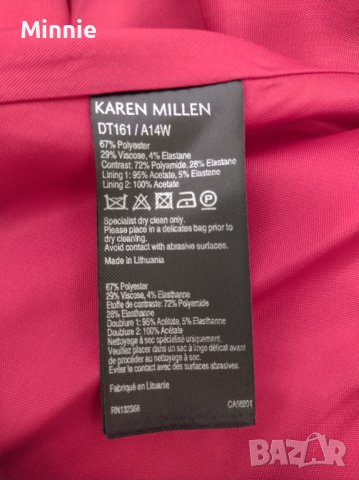 Minnie
KAREN MILLEN
DT161 / A14W
67% Polyester
29% Viscose, 4% Elastane
Contrast: 72% Polyamide, 28% Elastane
Lining 1: 95% Acetate, 5% Elastane
Lining 2: 100% Acetate
P
Specialist dry clean only.
Please place in a delicates bag prior to
dry cleaning.
Avoid contact with abrasive surfaces.
Made in Lithuania
67% Polyester
29% Viscose, 4% Elasthanne
Etoffe de contraste: 72% Polyamide
28% Elasthanne
Doublure 1: 95% Acétate, 5% Elasthanne
Doublure 2: 100% Acétate.
Nettoyage à sec spécialisé uniquement.
Veuillez placer dans un sac à linge délicat avant
de procéder au nettoyage à sec.
Evitez le contact avec des surfaces abrasives.
Fabriqué en Lituanie
RN132366
BAZAR